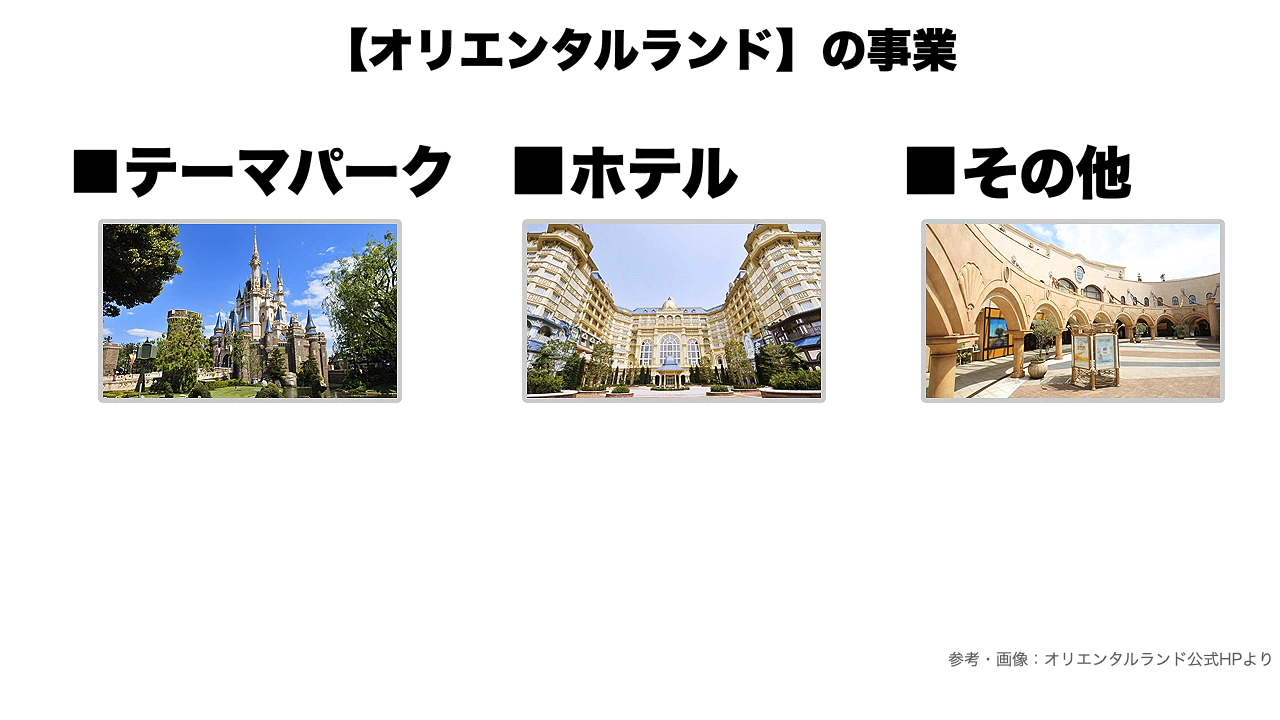 【オリエンタルランド】の事業
■テーマパーク
■ホテル
■その他
参考・画像：オリエンタルランド公式HPより